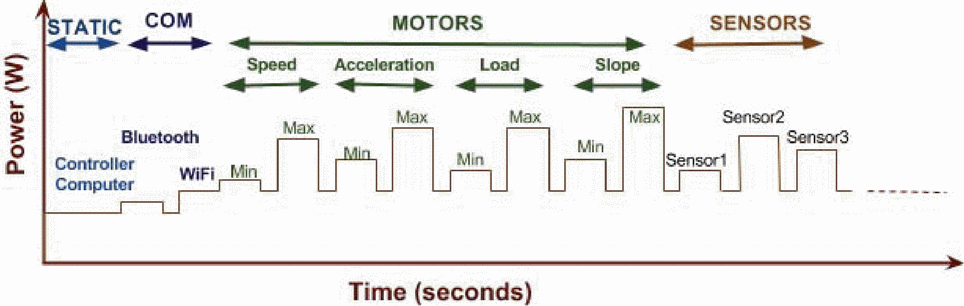 STATIC
COM
MOTORS
SENSORS
Speed
Acceleration
Load
Slope
Power (W)
Bluetooth
Controller
Computer
WiFi
Min
Max
Min
Max
Min
Max
Min
Max
Sensor1
Sensor2
Sensor3
Time (seconds)